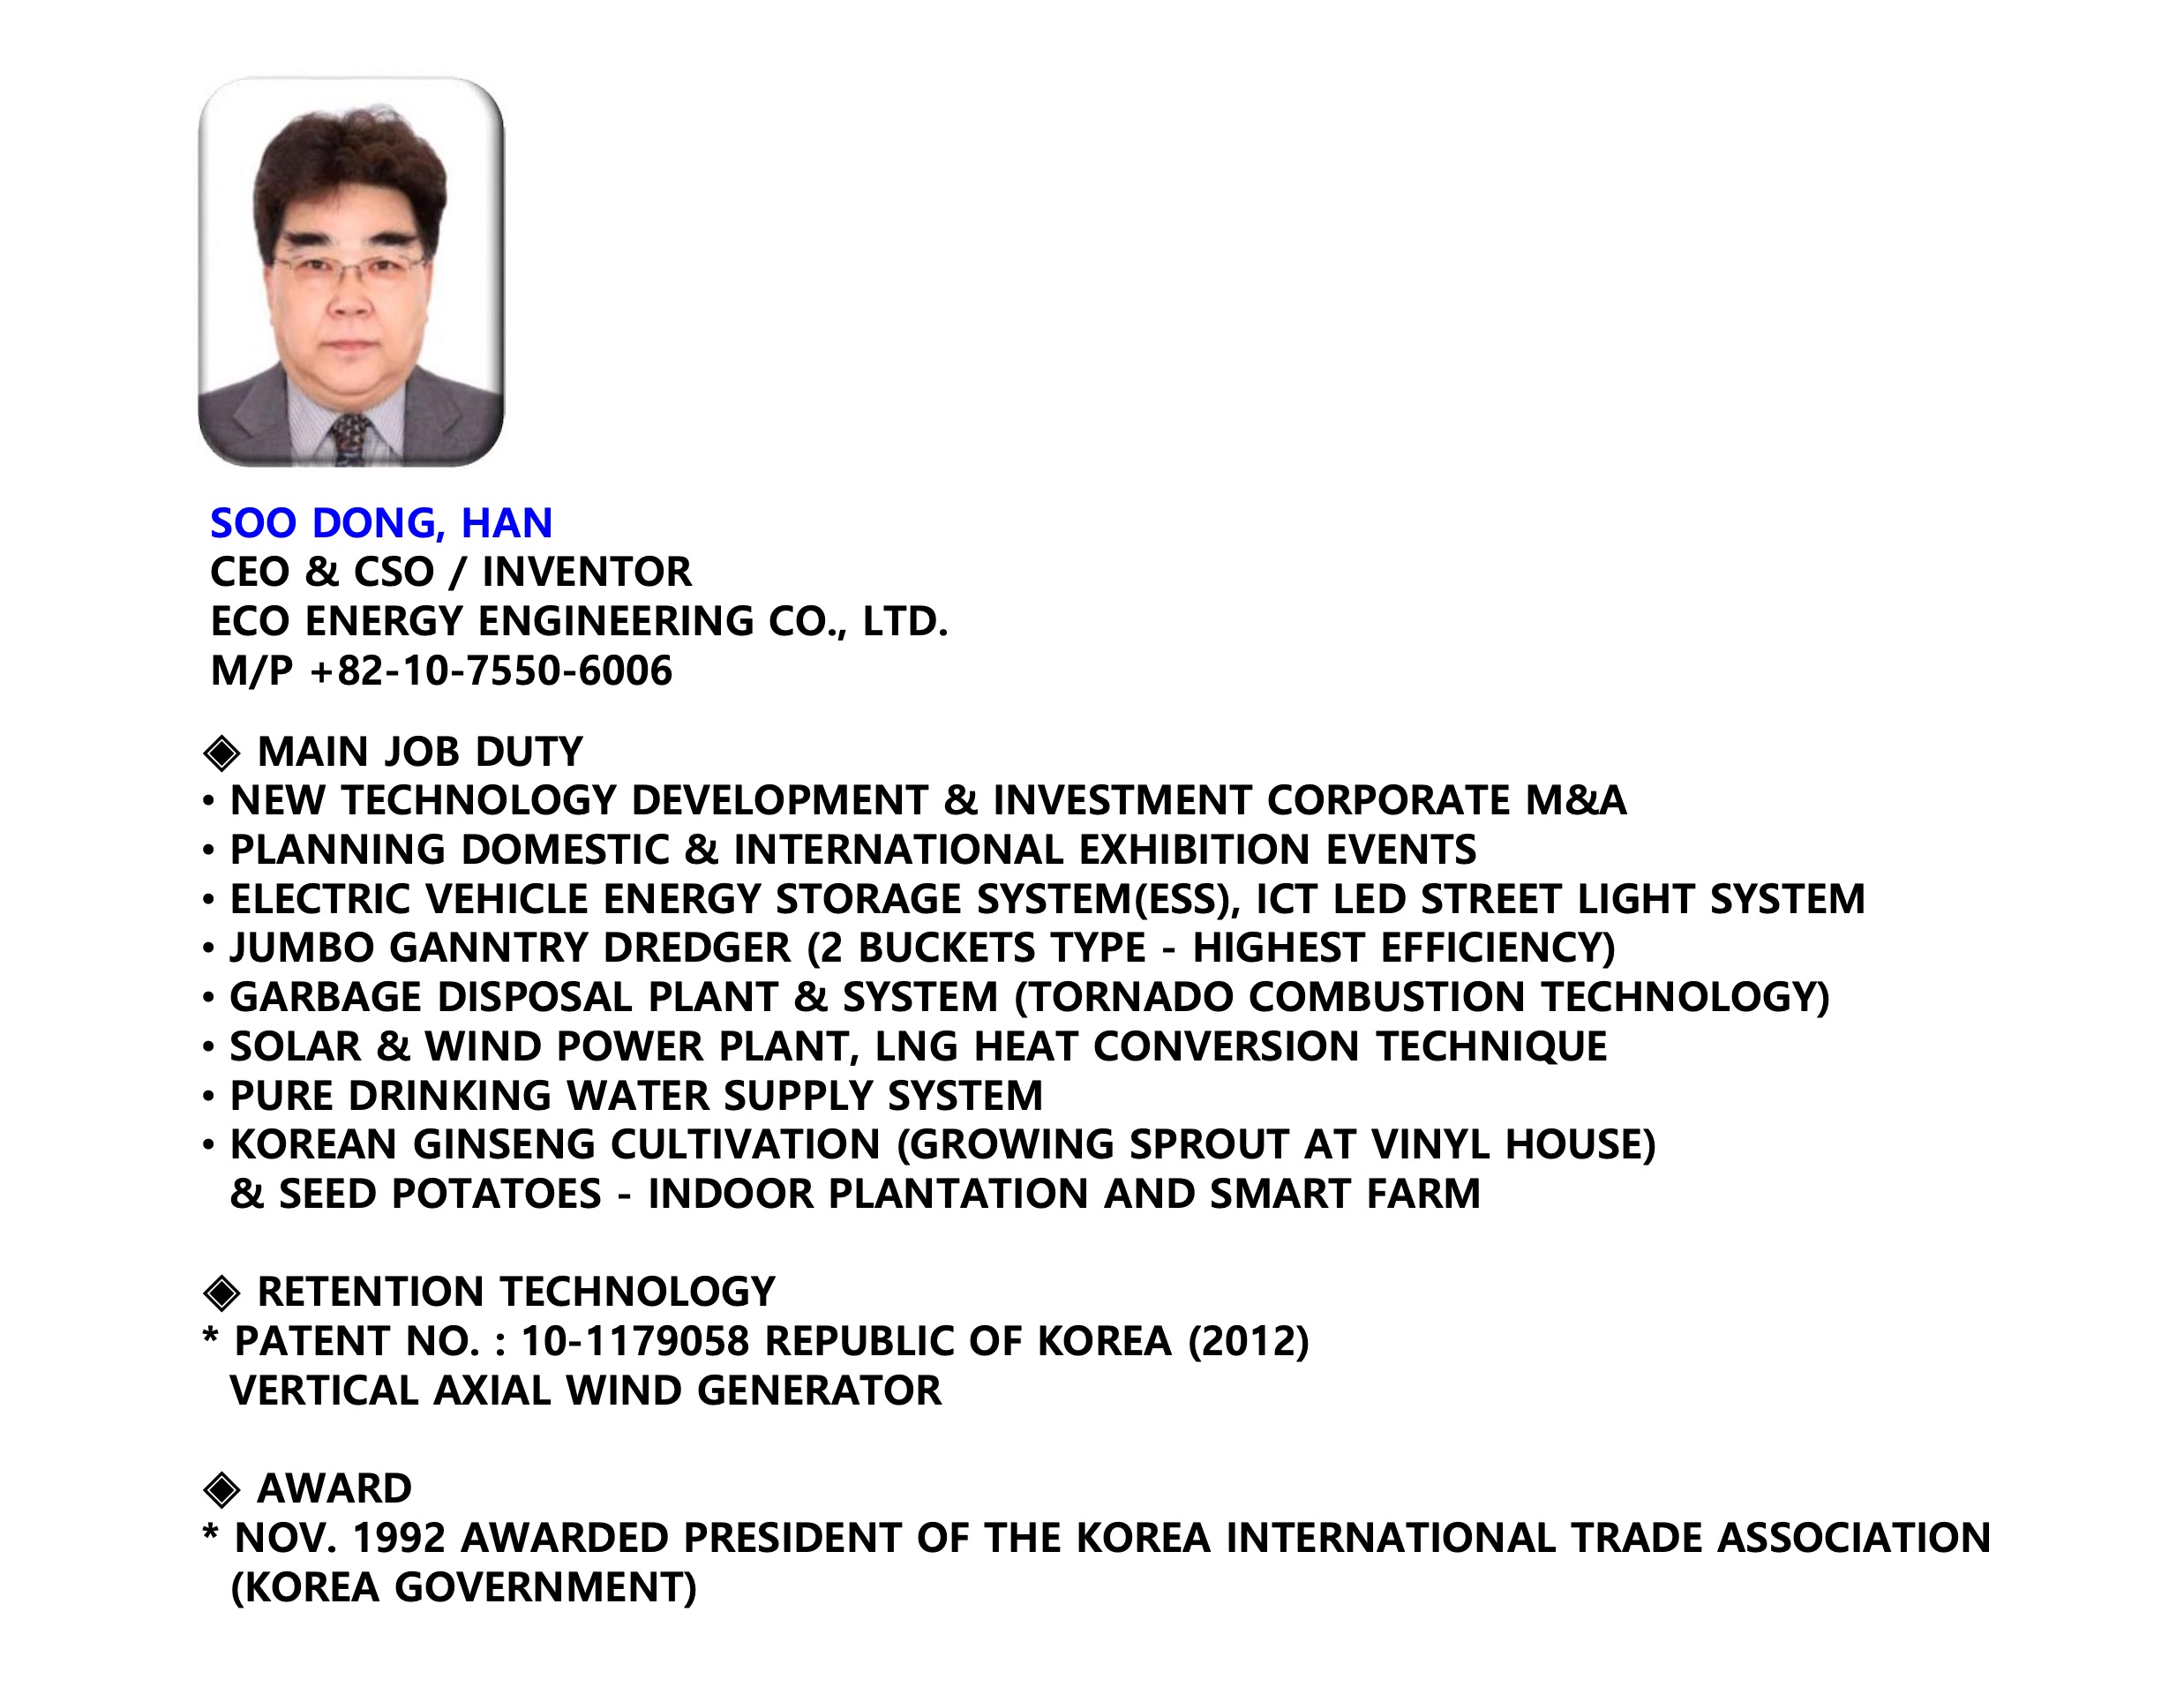 SOO DONG, HAN
CEO & CSO / INVENTOR
ECO ENERGY ENGINEERING CO., LTD.
M/P +82-10-7550-6006
◈ MAIN JOB DUTY
• NEW TECHNOLOGY DEVELOPMENT & INVESTMENT CORPORATE M&A
• PLANNING DOMESTIC & INTERNATIONAL EXHIBITION EVENTS
• ELECTRIC VEHICLE ENERGY STORAGE SYSTEM(ESS), ICT LED STREET LIGHT SYSTEM
• JUMBO GANNTRY DREDGER (2 BUCKETS TYPE - HIGHEST EFFICIENCY)
• GARBAGE DISPOSAL PLANT & SYSTEM (TORNADO COMBUSTION TECHNOLOGY)
• SOLAR & WIND POWER PLANT, LNG HEAT CONVERSION TECHNIQUE
• PURE DRINKING WATER SUPPLY SYSTEM
• KOREAN GINSENG CULTIVATION (GROWING SPROUT AT VINYL HOUSE)
& SEED POTATOES - INDOOR PLANTATION AND SMART FARM
◈ RETENTION TECHNOLOGY
* PATENT NO. : 10-1179058 REPUBLIC OF KOREA (2012)
VERTICAL AXIAL WIND GENERATOR
◈ AWARD
* NOV. 1992 AWARDED PRESIDENT OF THE KOREA INTERNATIONAL TRADE ASSOCIATION
(KOREA GOVERNMENT)